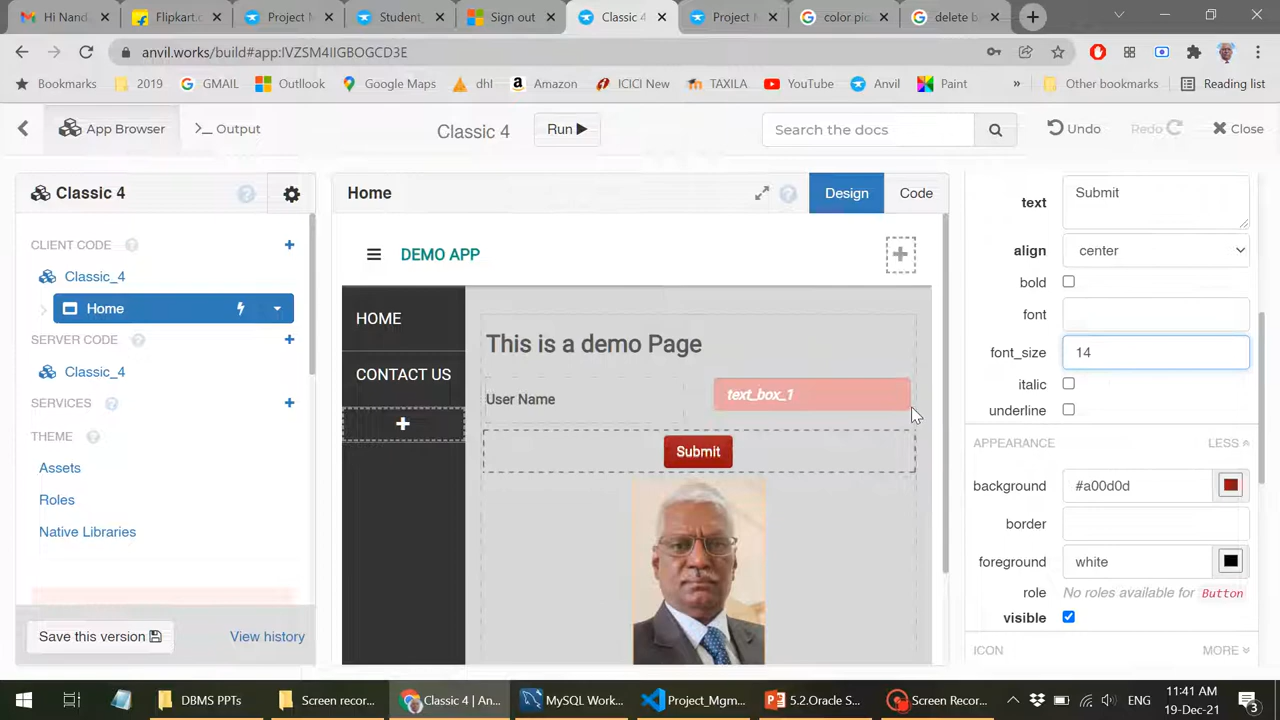 Hi Nand
Flipkart.
Project M
Student_
Sign out
Classic 4
Project M
color pic
delete b
anvil.works/build#app:IVZSM4IIGBOGCD3E
Bookmarks
2019
GMAIL
Outllook
Google Maps
dhl
Amazon
ICICI New
TAXILA
YouTube
Anvil
Paint
»
Other bookmarks
Reading list
App Browser
>_ Output
Classic 4
Run
Search the docs
Undo
Redo
Close
Classic 4
CLIENT CODE
Classic_4
Home
SERVER CODE
Classic_4
SERVICES
THEME
Assets
Roles
Native Libraries
Save this version
View history
Home
Design
Code
DEMO APP
HOME
CONTACT US
This is a demo Page
User Name
text_box_1
Submit
text
Submit
align
center
bold
font
font_size
14
italic
underline
APPEARANCE
LESS
background
#a00d0d
border
foreground
white
role
No roles available for Button
visible
ICON
MORE
DBMS PPTs
Screen recor...
Classic 4 | An...
MySQL Work...
Project_Mgm...
5.2.Oracle S...
Screen Recor...
ENG
11:41 AM
19-Dec-21
3